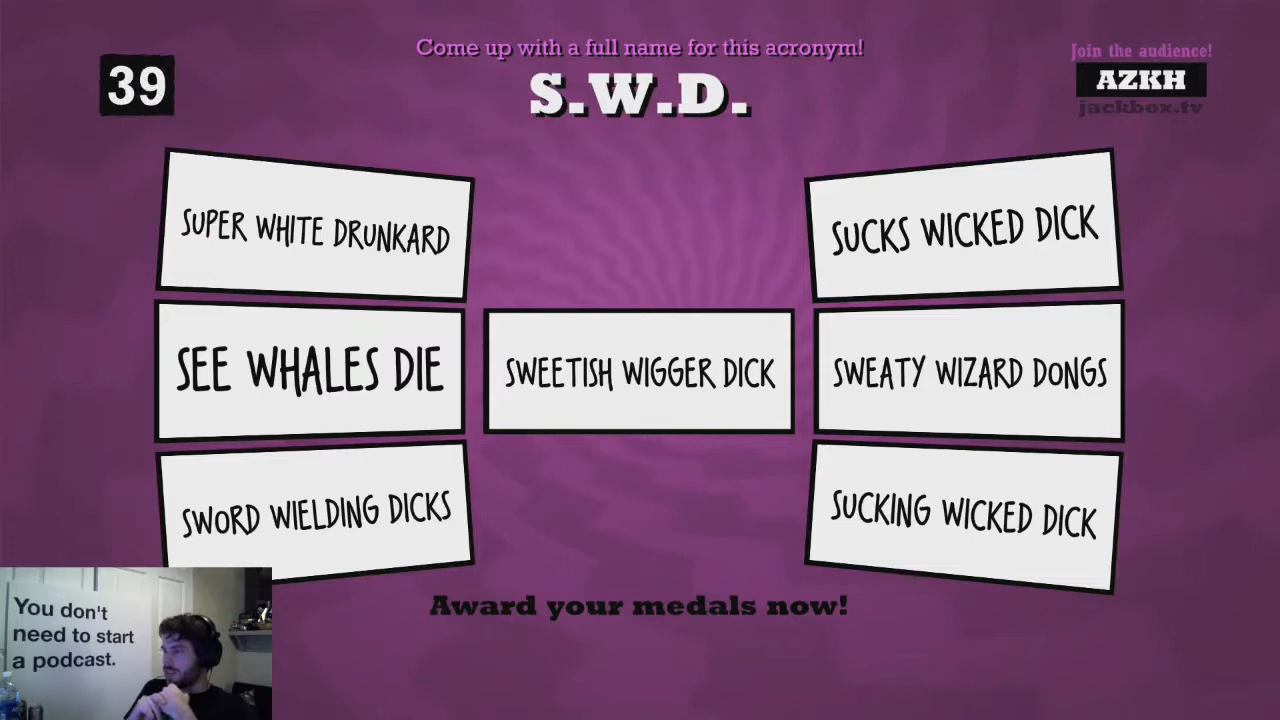 Come up with a full name for this acronym!
S.W.D.
39
Join the audience!
AZKH
jackbox.tv
SUPER WHITE DRUNKARD
SUCKS WICKED DICK
SEE WHALES DIE
SWEETISH WIGGER DICK
SWEATY WIZARD DONGS
SWORD WIELDING DICKS
SUCKING WICKED DICK
Award your medals now!
You don't
need to start
a podcast.